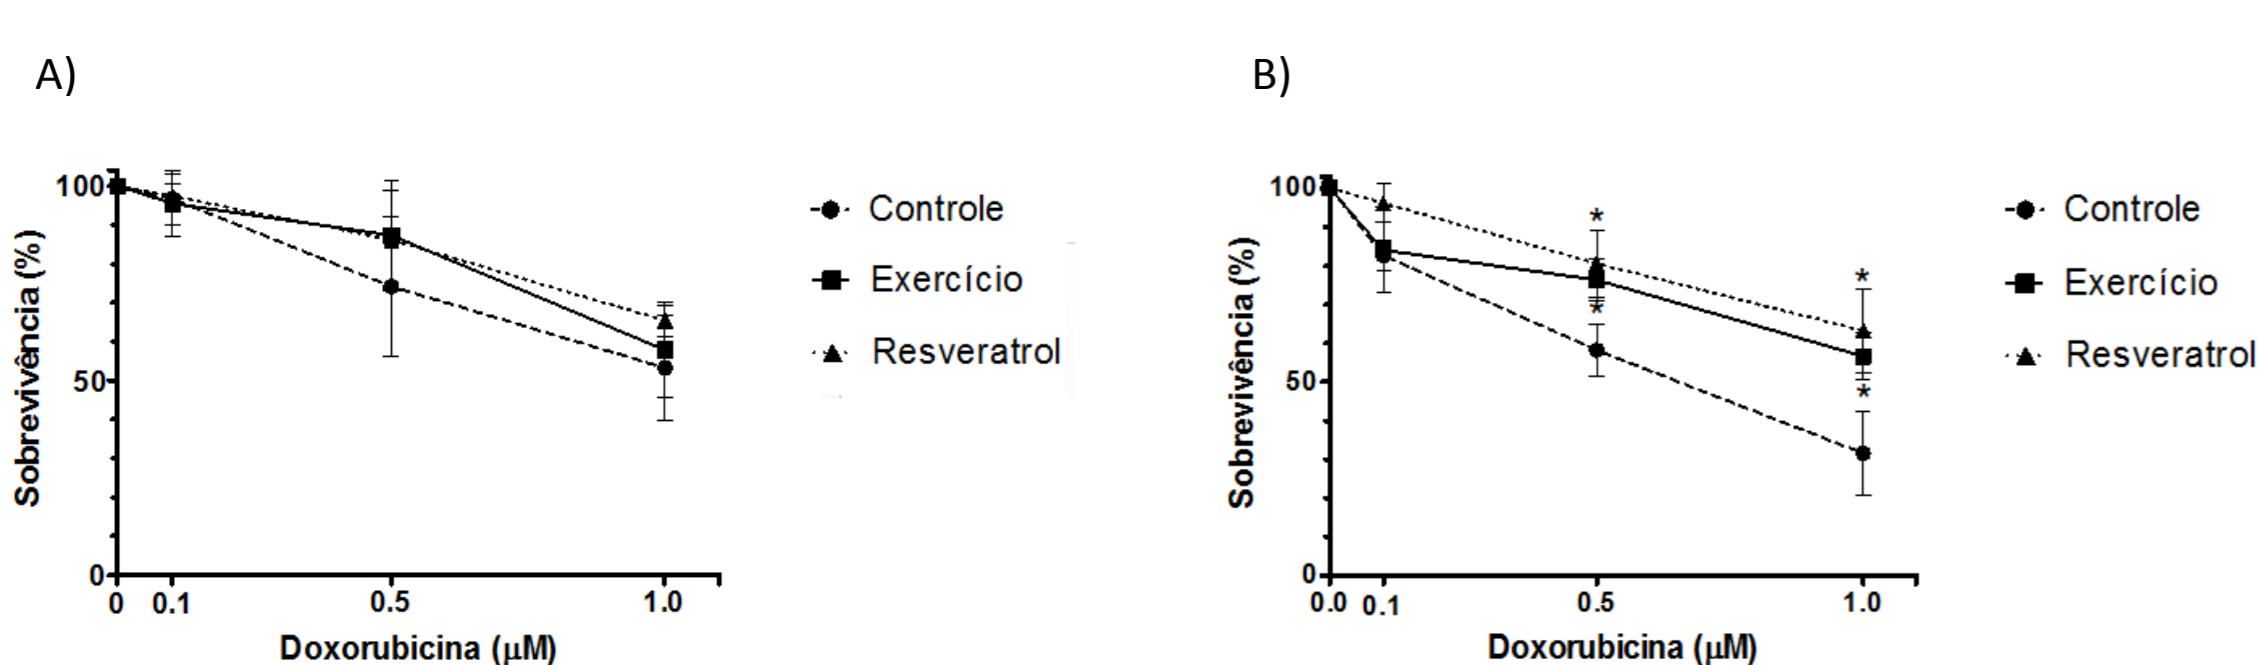 A)
Sobrevivência (%)
100
50
0
0 0.1 0.5 1.0
Doxorubicina (µM)
Controle
Exercício
Resveratrol
B)
Sobrevivência (%)
100
50
0
*
*
*
*
0.0 0.1 0.5 1.0
Doxorubicina (µM)
Controle
Exercício
Resveratrol